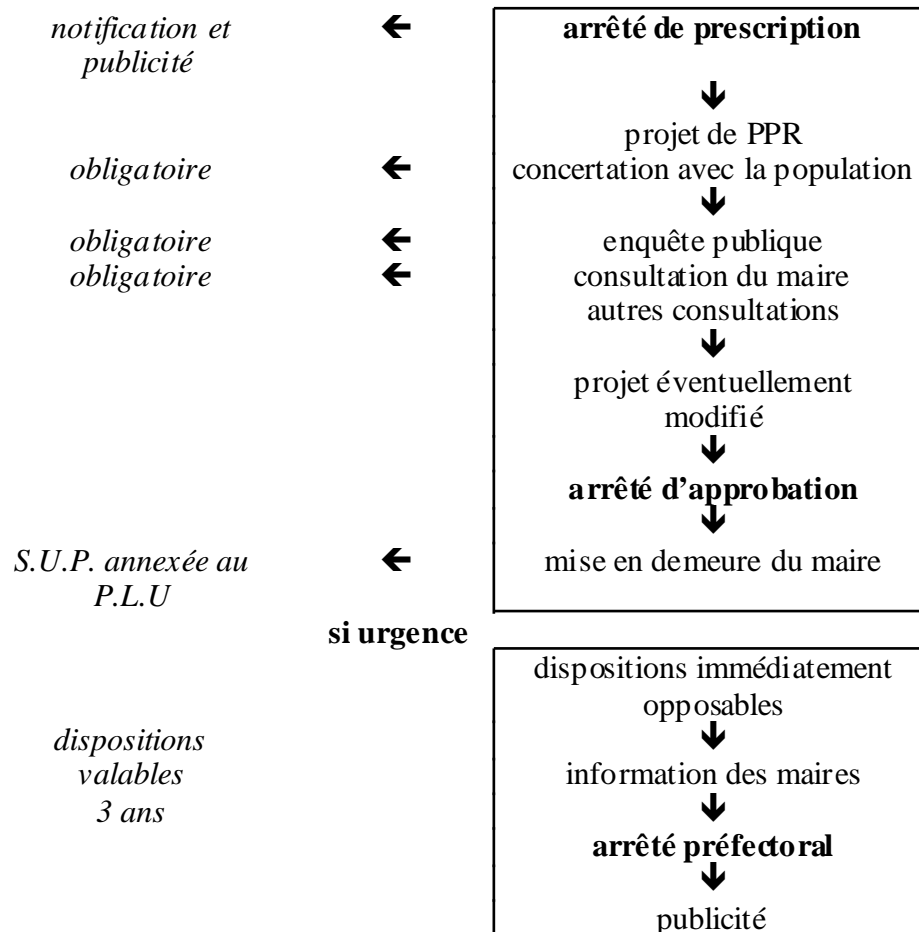 notification et ← arrêté de prescription
publicité
↓
projet de PPR
obligatoire ← concertation avec la population
↓
obligatoire ← enquête publique
obligatoire ← consultation du maire
autres consultations
↓
projet éventuellement
modifié
↓
arrêté d’approbation
↓
S.U.P. annexée au ← mise en demeure du maire
P.L.U
si urgence
dispositions immédiatement
opposables
↓
dispositions
valables information des maires
3 ans
↓
arrêté préfectoral
↓
publicité